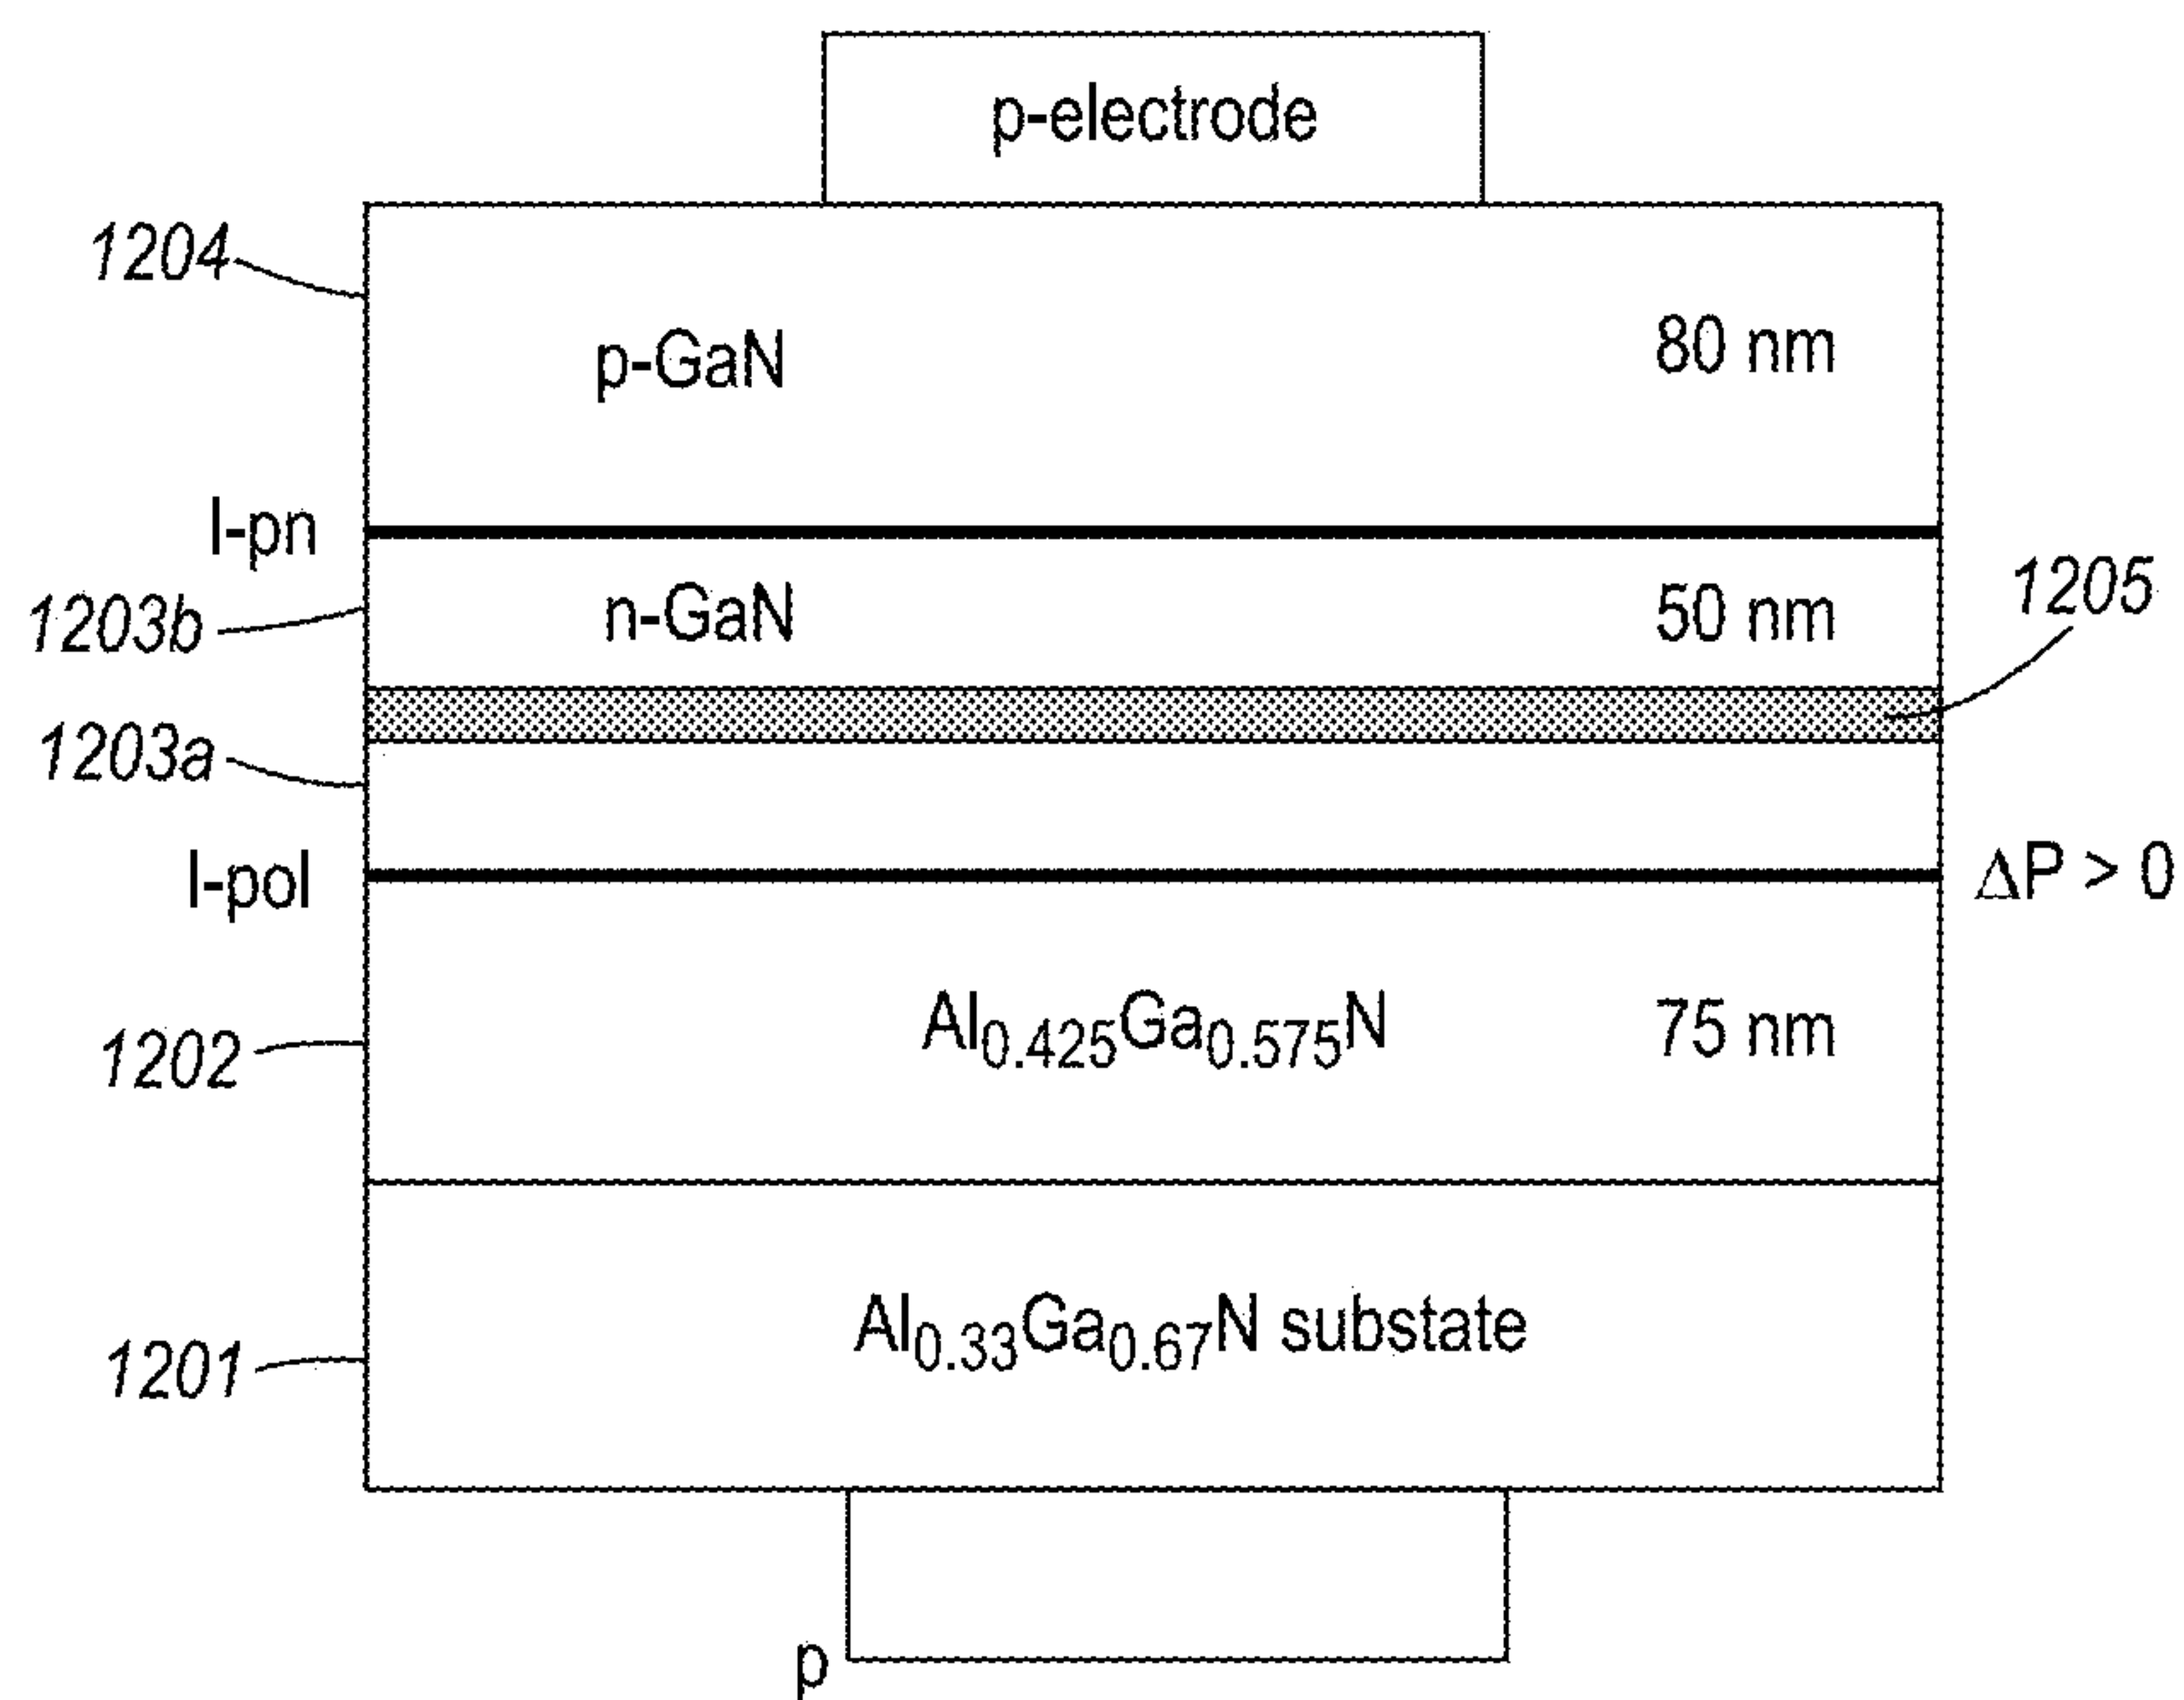 p-electrode
1204
p-GaN 80 nm
I-pn
1203b n-GaN 50 nm 1205
1203a
I-pol ΔP > 0
1202 Al0.425Ga0.575N 75 nm
1201 Al0.33Ga0.67N substate
p